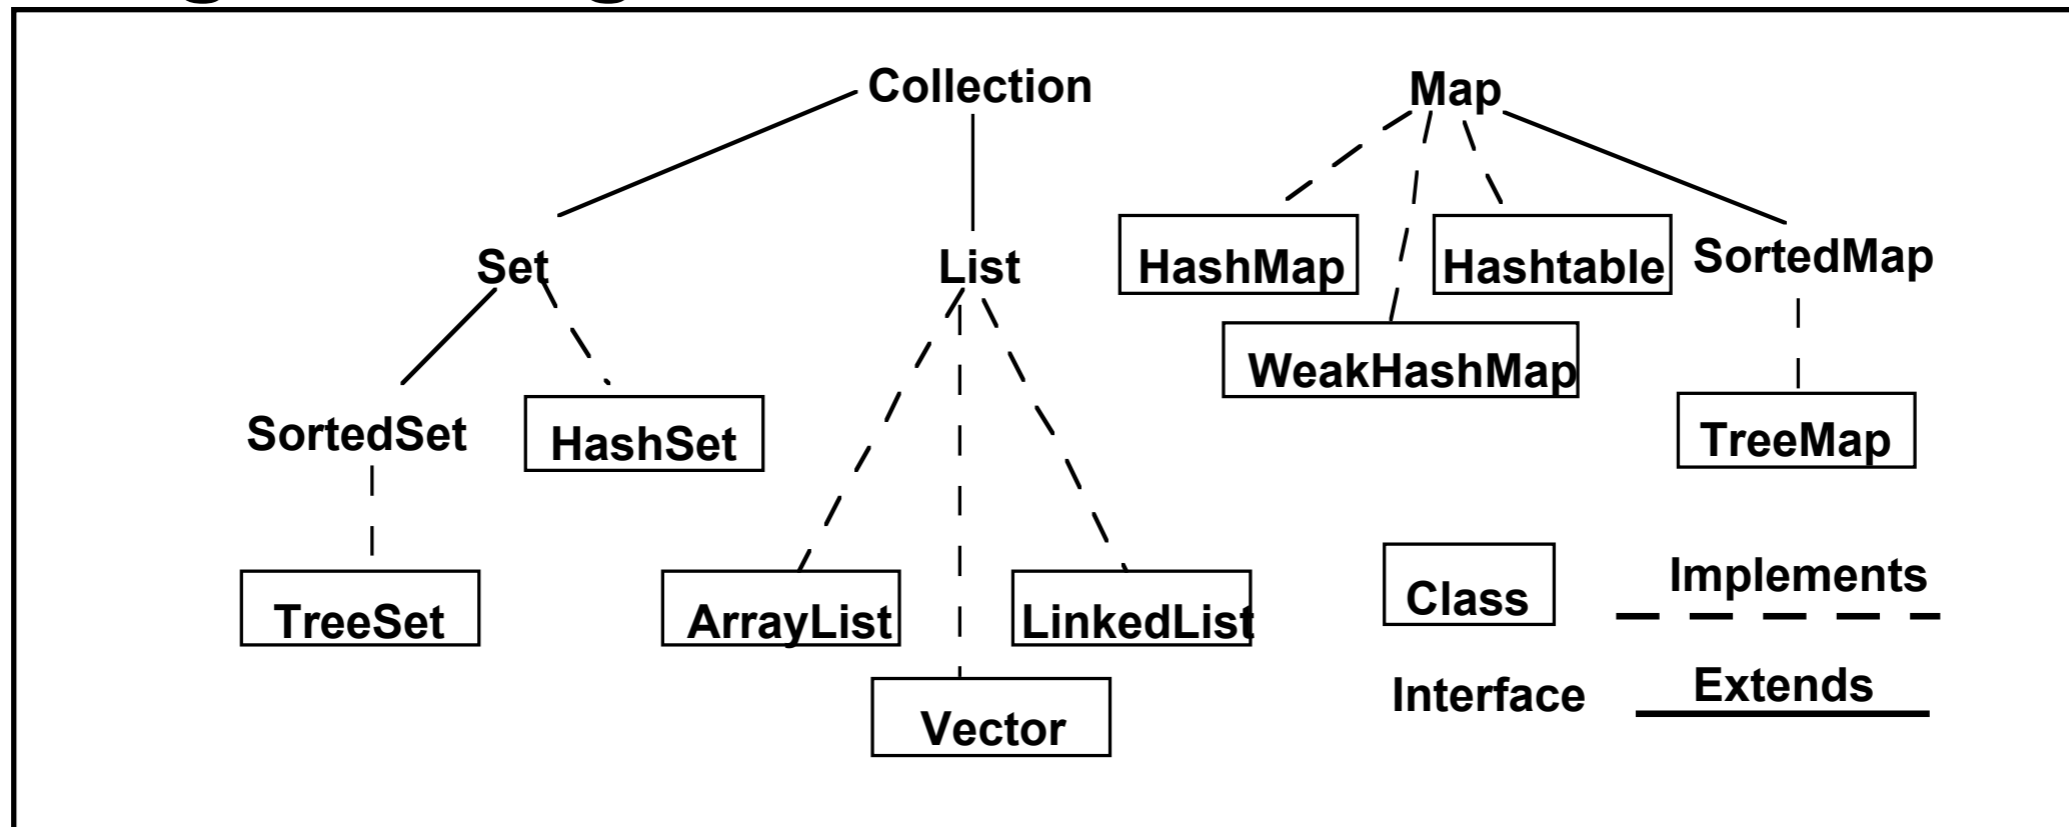 Collection
Map
Set
List
HashMap
Hashtable
SortedMap
WeakHashMap
SortedSet
HashSet
TreeMap
TreeSet
ArrayList
LinkedList
Class
Implements
Interface
Extends
Vector